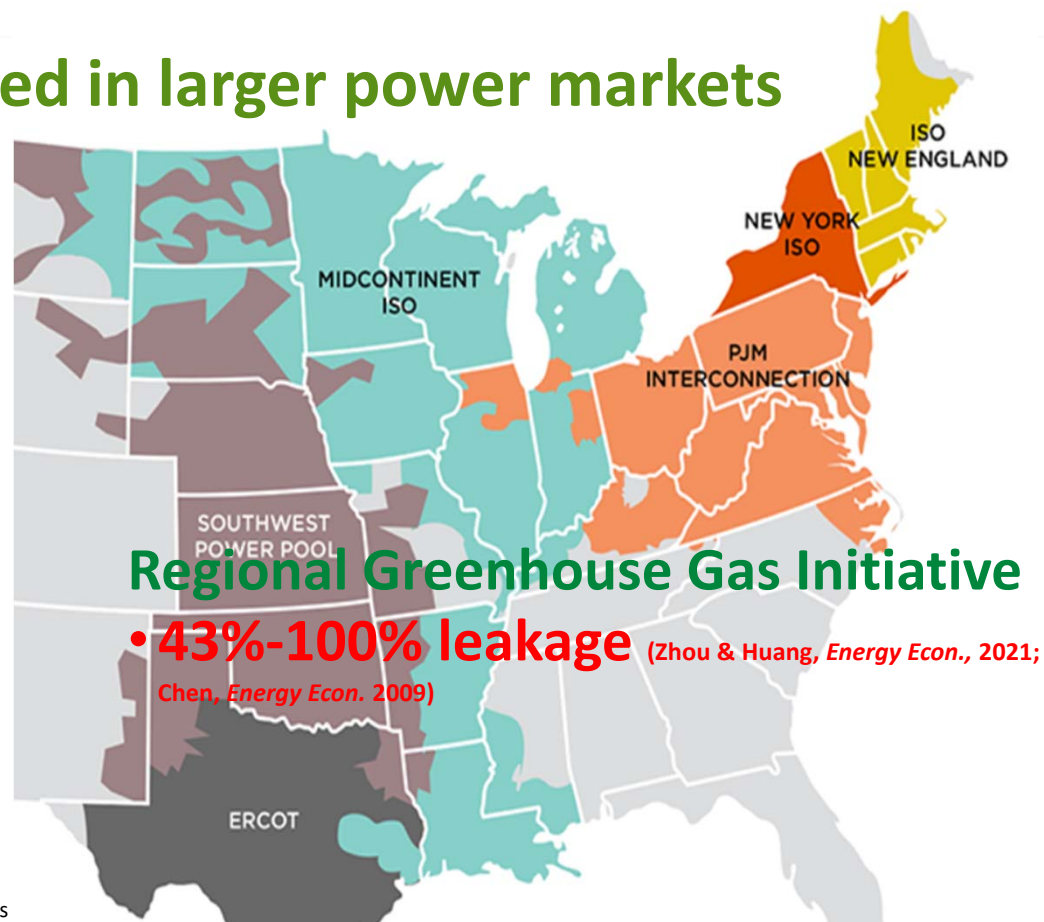 ed in larger power markets
ISO
NEW ENGLAND
NEW YORK
ISO
MIDCONTINENT
ISO
PJM
INTERCONNECTION
SOUTHWEST
POWER POOL
Regional Greenhouse Gas Initiative
•43%-100% leakage (Zhou & Huang, Energy Econ., 2021;
Chen, Energy Econ. 2009)
ERCOT
s